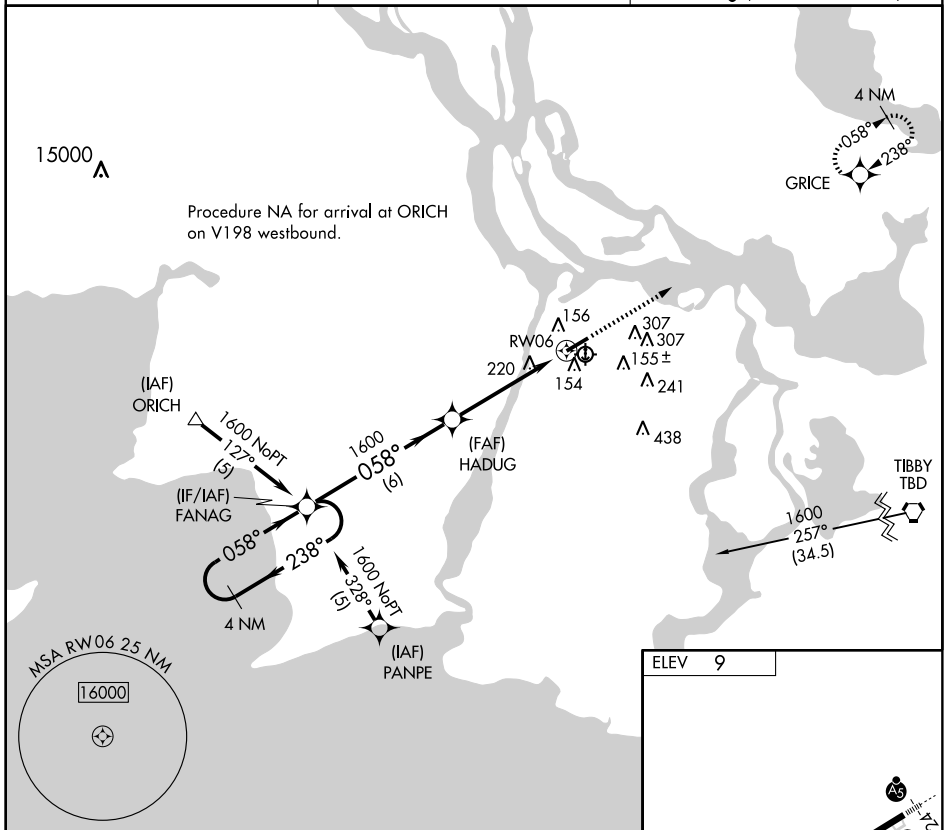 4 NM
058°
238°
GRICE
15000
Procedure NA for arrival at ORICH
on V198 westbound.
156
RW06
307
307
220
155±
154
241
438
(IAF)
ORICH
1600 NoPT
127°
(5)
1600
058°
(6)
(FAF)
HADUG
(IF/IAF)
FANAG
058°
238°
4 NM
1600 NoPT
328°
(5)
(IAF)
PANPE
TIBBY
TBD
1600
257°
(34.5)
MSA RW06 25 NM
16000
ELEV 9
A5
24